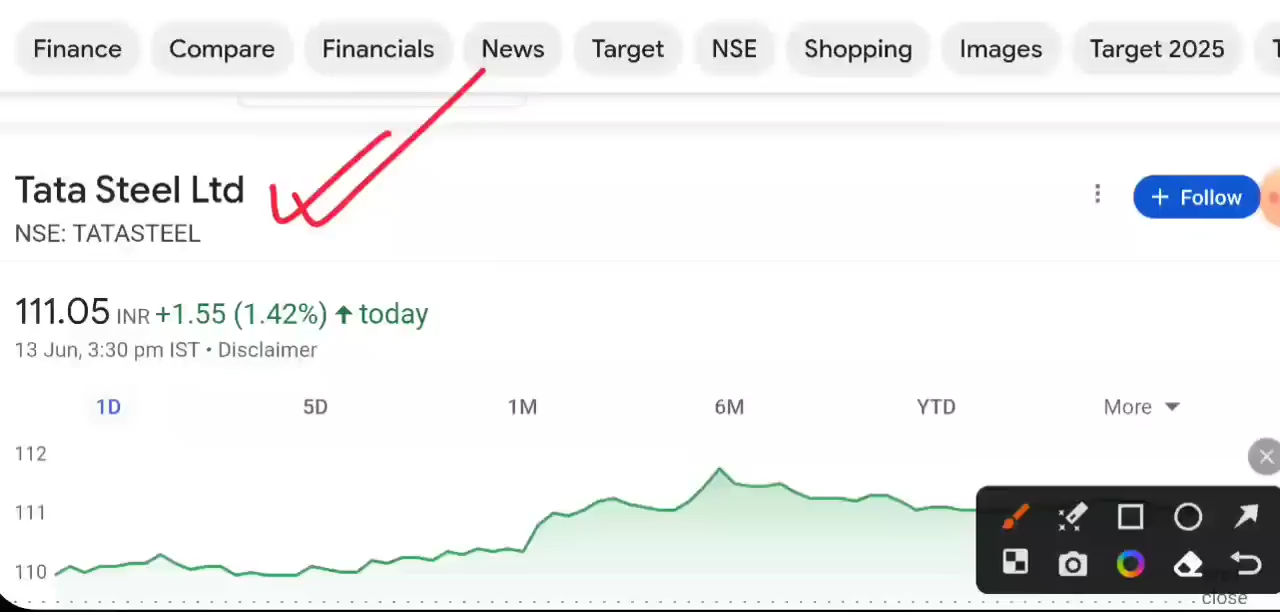 Finance Compare Financials News Target NSE Shopping Images Target 2025
Tata Steel Ltd
+ Follow
NSE: TATASTEEL
111.05 INR +1.55 (1.42%) ↑ today
13 Jun, 3:30 pm IST • Disclaimer
1D 5D 1M 6M YTD More
112
111
110
close